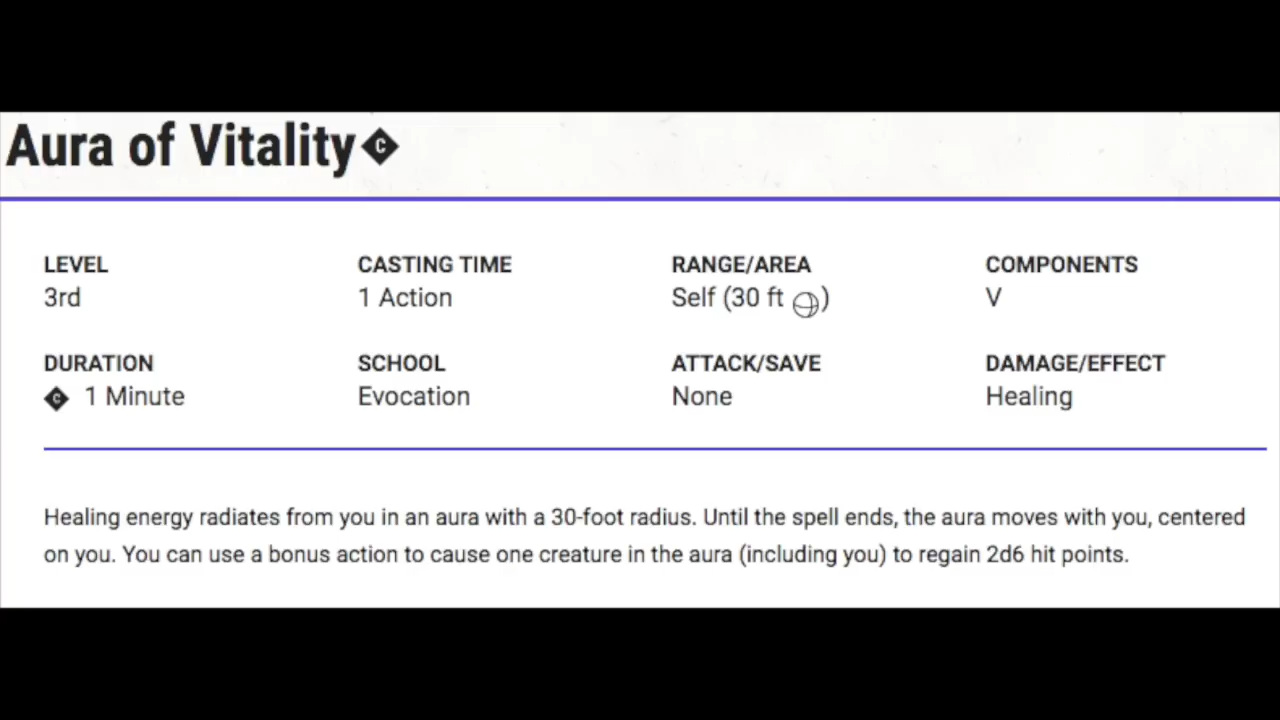 Aura of Vitality C
LEVEL CASTING TIME RANGE/AREA COMPONENTS
3rd 1 Action Self (30 ft ) V
DURATION SCHOOL ATTACK/SAVE DAMAGE/EFFECT
C 1 Minute Evocation None Healing
Healing energy radiates from you in an aura with a 30-foot radius. Until the spell ends, the aura moves with you, centered
on you. You can use a bonus action to cause one creature in the aura (including you) to regain 2d6 hit points.